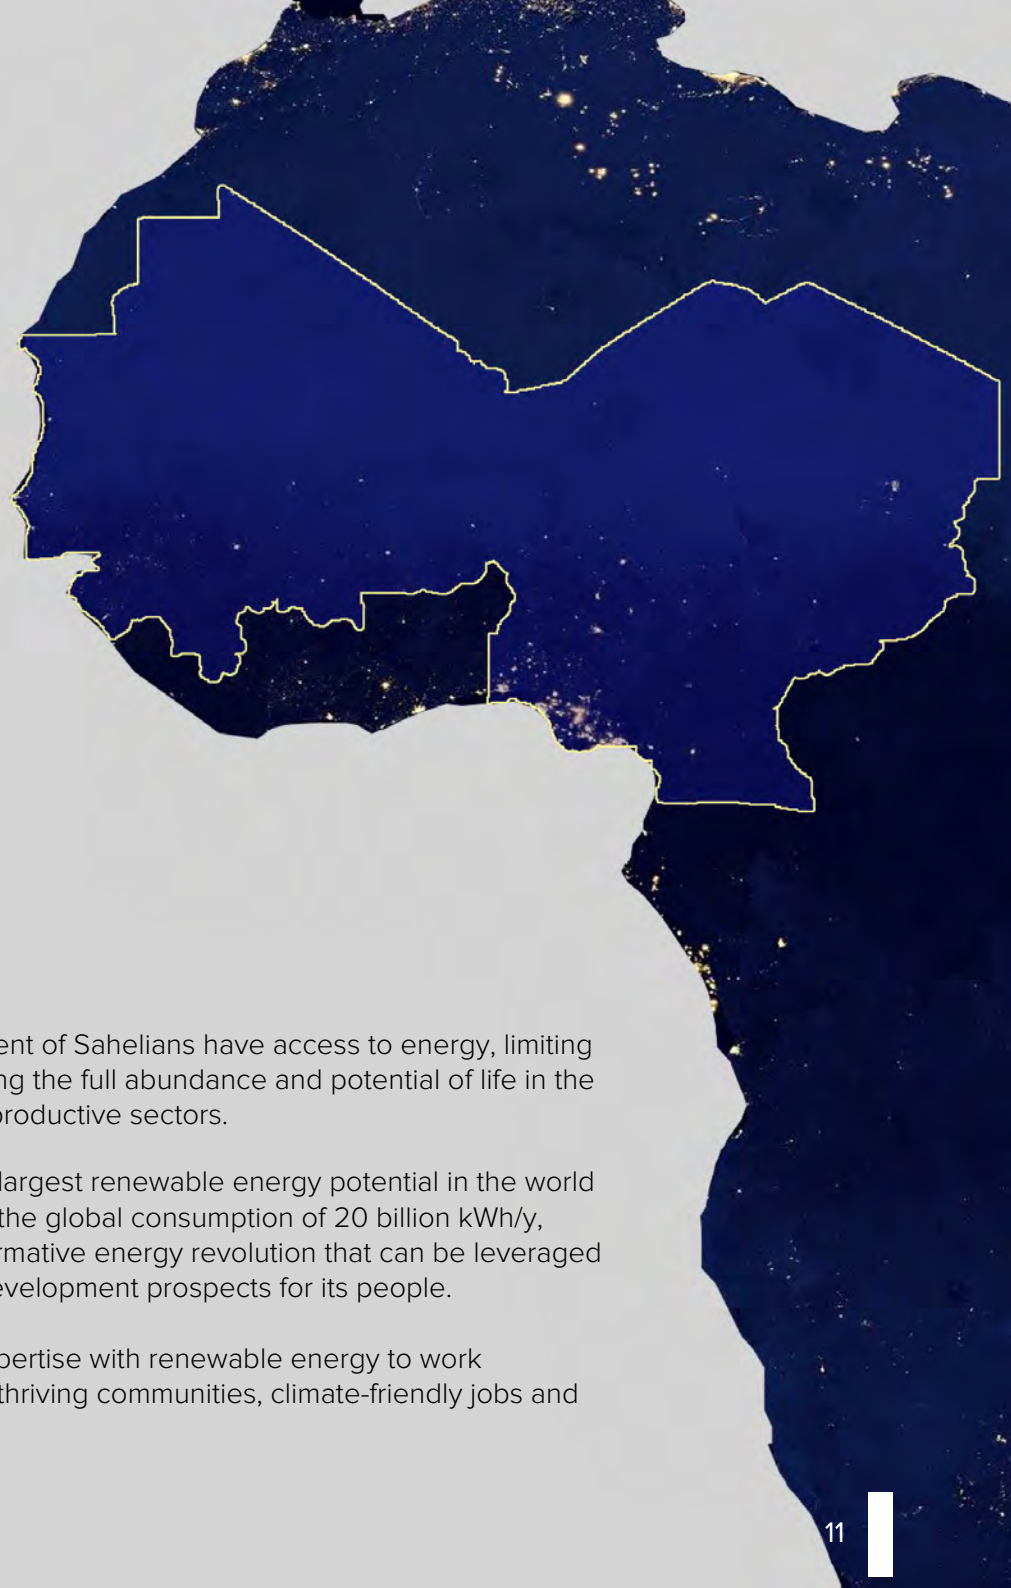 ent of Sahelians have access to energy, limiting
ng the full abundance and potential of life in the
productive sectors.
largest renewable energy potential in the world
the global consumption of 20 billion kWh/y,
rmative energy revolution that can be leveraged
evelopment prospects for its people.
pertise with renewable energy to work
thriving communities, climate-friendly jobs and
11